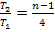 T₂/T₁ = n−1/4